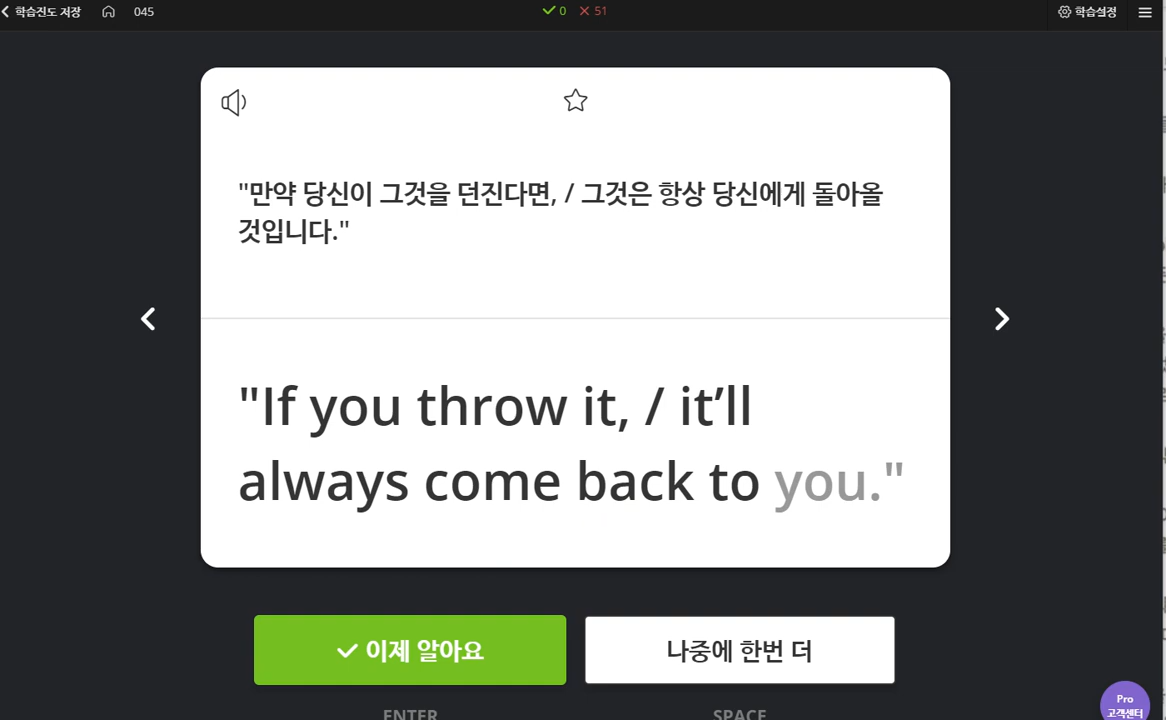 학습진도 저장 045 0 51 학습설정
"만약 당신이 그것을 던진다면, / 그것은 항상 당신에게 돌아올
것입니다."
"If you throw it, / it’ll
always come back to you."
이제 알아요 나중에 한번 더
ENTER SPACE
Pro
고객센터